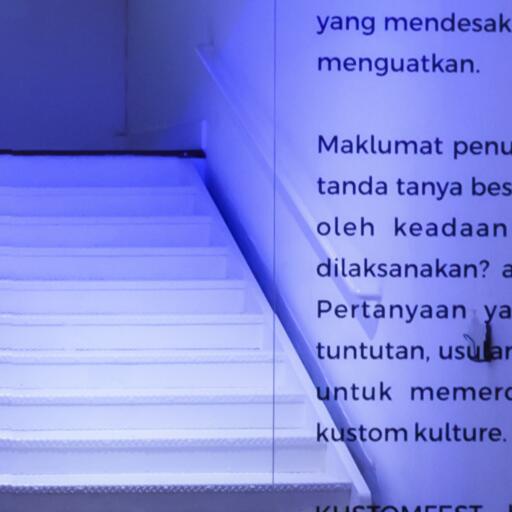 yang mendesak
menguatkan.
Maklumat penu
tanda tanya bes
oleh keadaan
dilaksanakan? a
Pertanyaan ya
tuntutan, usulan
untuk memero
kustom kulture.
KUSTOMFEST